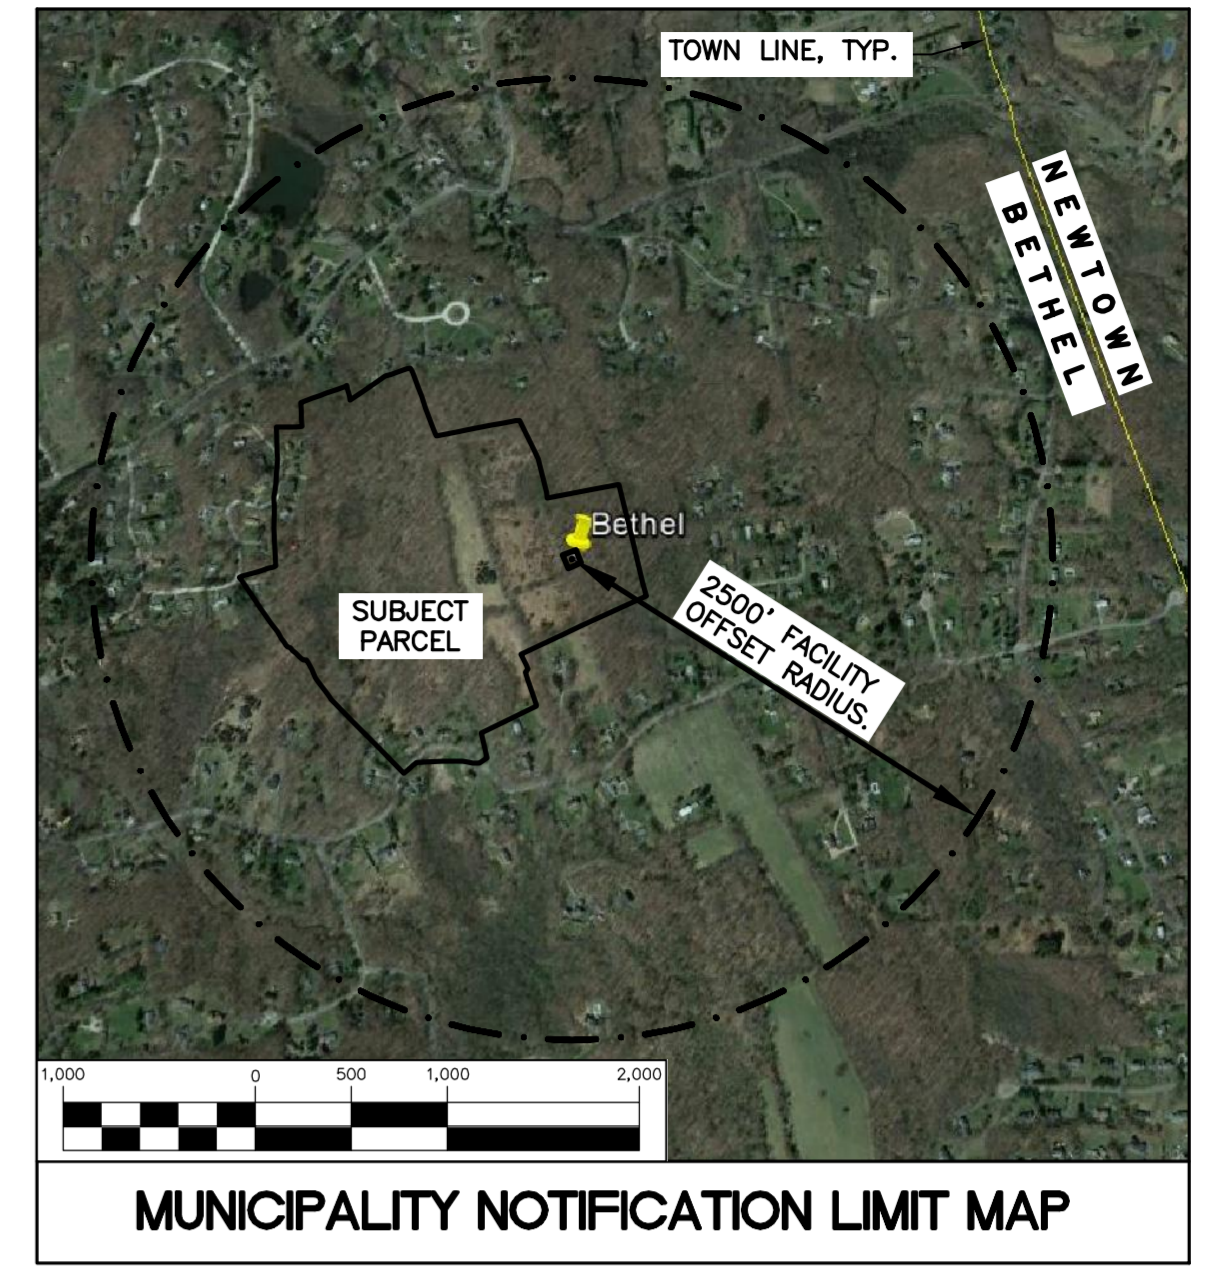 TOWN LINE, TYP.
NEWTOWN
BETHEL
Bethel
SUBJECT
PARCEL
2500' FACILITY
OFFSET RADIUS.
1,000 0 500 1,000 2,000
MUNICIPALITY NOTIFICATION LIMIT MAP